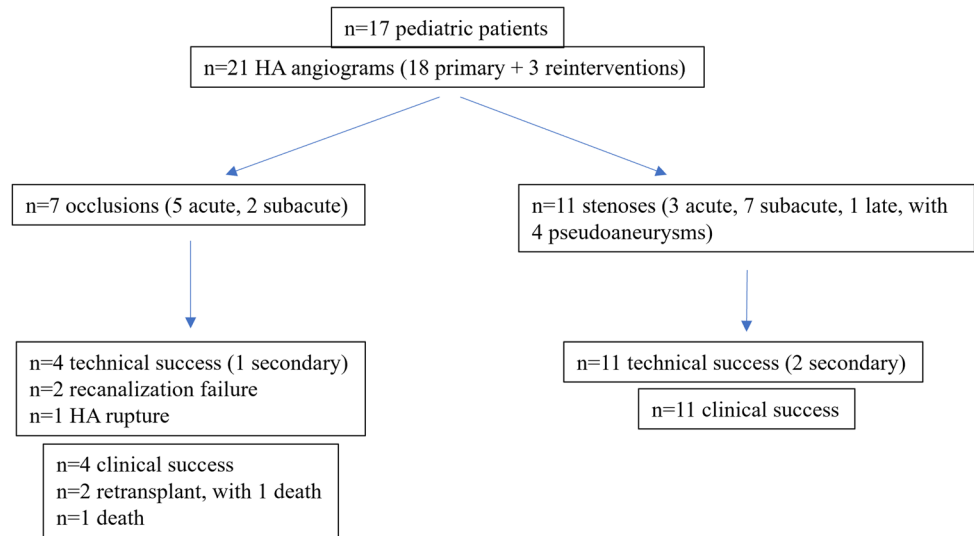 n=17 pediatric patients
n=21 HA angiograms (18 primary + 3 reinterventions)
n=7 occlusions (5 acute, 2 subacute)
n=11 stenoses (3 acute, 7 subacute, 1 late, with
4 pseudoaneurysms)
n=4 technical success (1 secondary)
n=2 recanalization failure
n=1 HA rupture
n=11 technical success (2 secondary)
n=11 clinical success
n=4 clinical success
n=2 retransplant, with 1 death
n=1 death